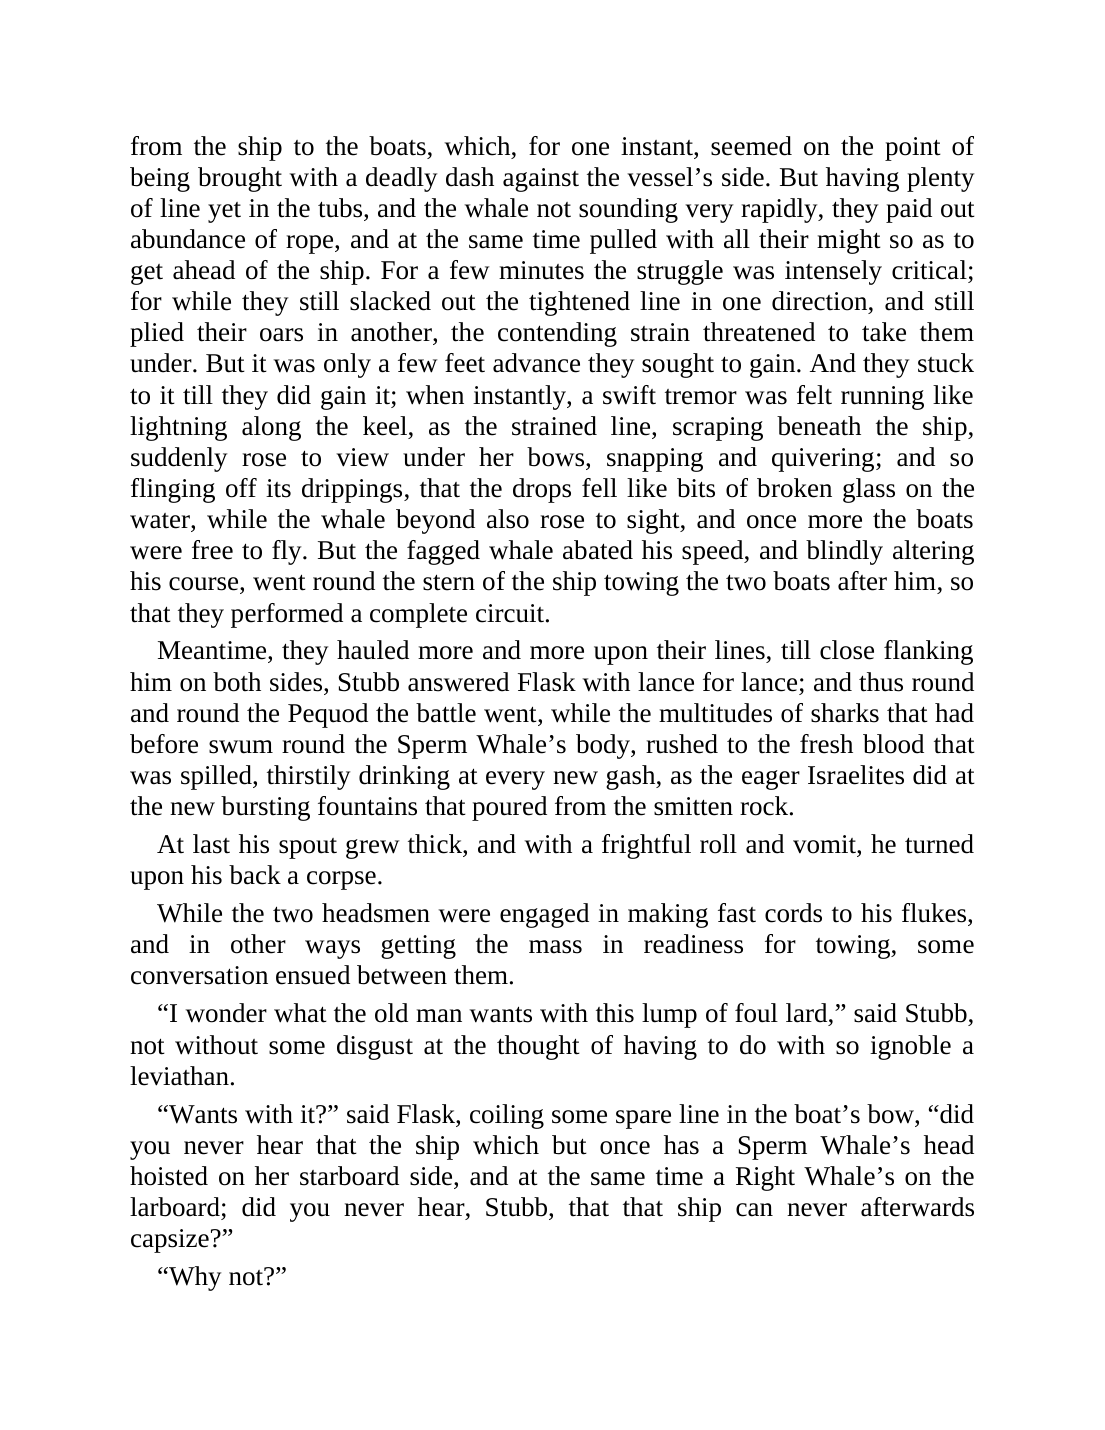 from the ship to the boats, which, for one instant, seemed on the point of
being brought with a deadly dash against the vessel’s side. But having plenty
of line yet in the tubs, and the whale not sounding very rapidly, they paid out
abundance of rope, and at the same time pulled with all their might so as to
get ahead of the ship. For a few minutes the struggle was intensely critical;
for while they still slacked out the tightened line in one direction, and still
plied their oars in another, the contending strain threatened to take them
under. But it was only a few feet advance they sought to gain. And they stuck
to it till they did gain it; when instantly, a swift tremor was felt running like
lightning along the keel, as the strained line, scraping beneath the ship,
suddenly rose to view under her bows, snapping and quivering; and so
flinging off its drippings, that the drops fell like bits of broken glass on the
water, while the whale beyond also rose to sight, and once more the boats
were free to fly. But the fagged whale abated his speed, and blindly altering
his course, went round the stern of the ship towing the two boats after him, so
that they performed a complete circuit.
Meantime, they hauled more and more upon their lines, till close flanking
him on both sides, Stubb answered Flask with lance for lance; and thus round
and round the Pequod the battle went, while the multitudes of sharks that had
before swum round the Sperm Whale’s body, rushed to the fresh blood that
was spilled, thirstily drinking at every new gash, as the eager Israelites did at
the new bursting fountains that poured from the smitten rock.
At last his spout grew thick, and with a frightful roll and vomit, he turned
upon his back a corpse.
While the two headsmen were engaged in making fast cords to his flukes,
and in other ways getting the mass in readiness for towing, some
conversation ensued between them.
“I wonder what the old man wants with this lump of foul lard,” said Stubb,
not without some disgust at the thought of having to do with so ignoble a
leviathan.
“Wants with it?” said Flask, coiling some spare line in the boat’s bow, “did
you never hear that the ship which but once has a Sperm Whale’s head
hoisted on her starboard side, and at the same time a Right Whale’s on the
larboard; did you never hear, Stubb, that that ship can never afterwards
capsize?”
“Why not?”